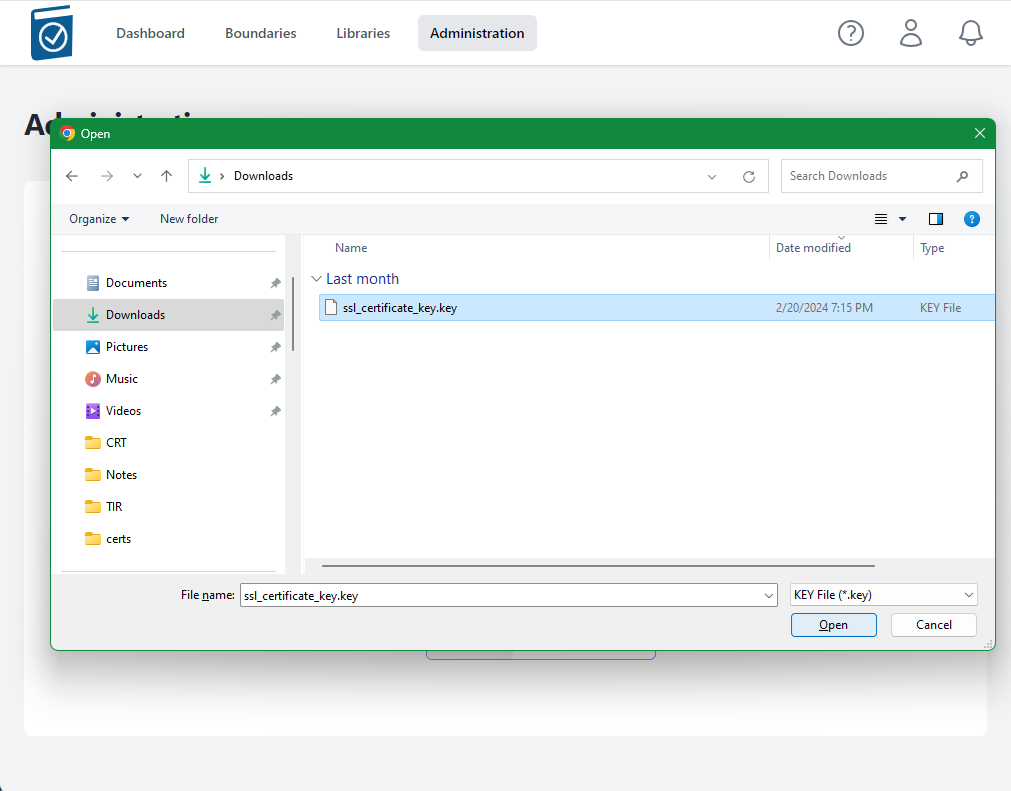 Dashboard Boundaries Libraries Administration
Open
Downloads Search Downloads
Organize New folder
Name Date modified Type
Last month
ssl_certificate_key.key 2/20/2024 7:15 PM KEY File
Documents
Downloads
Pictures
Music
Videos
CRT
Notes
TIR
certs
File name: ssl_certificate_key.key KEY File (*.key)
Open Cancel